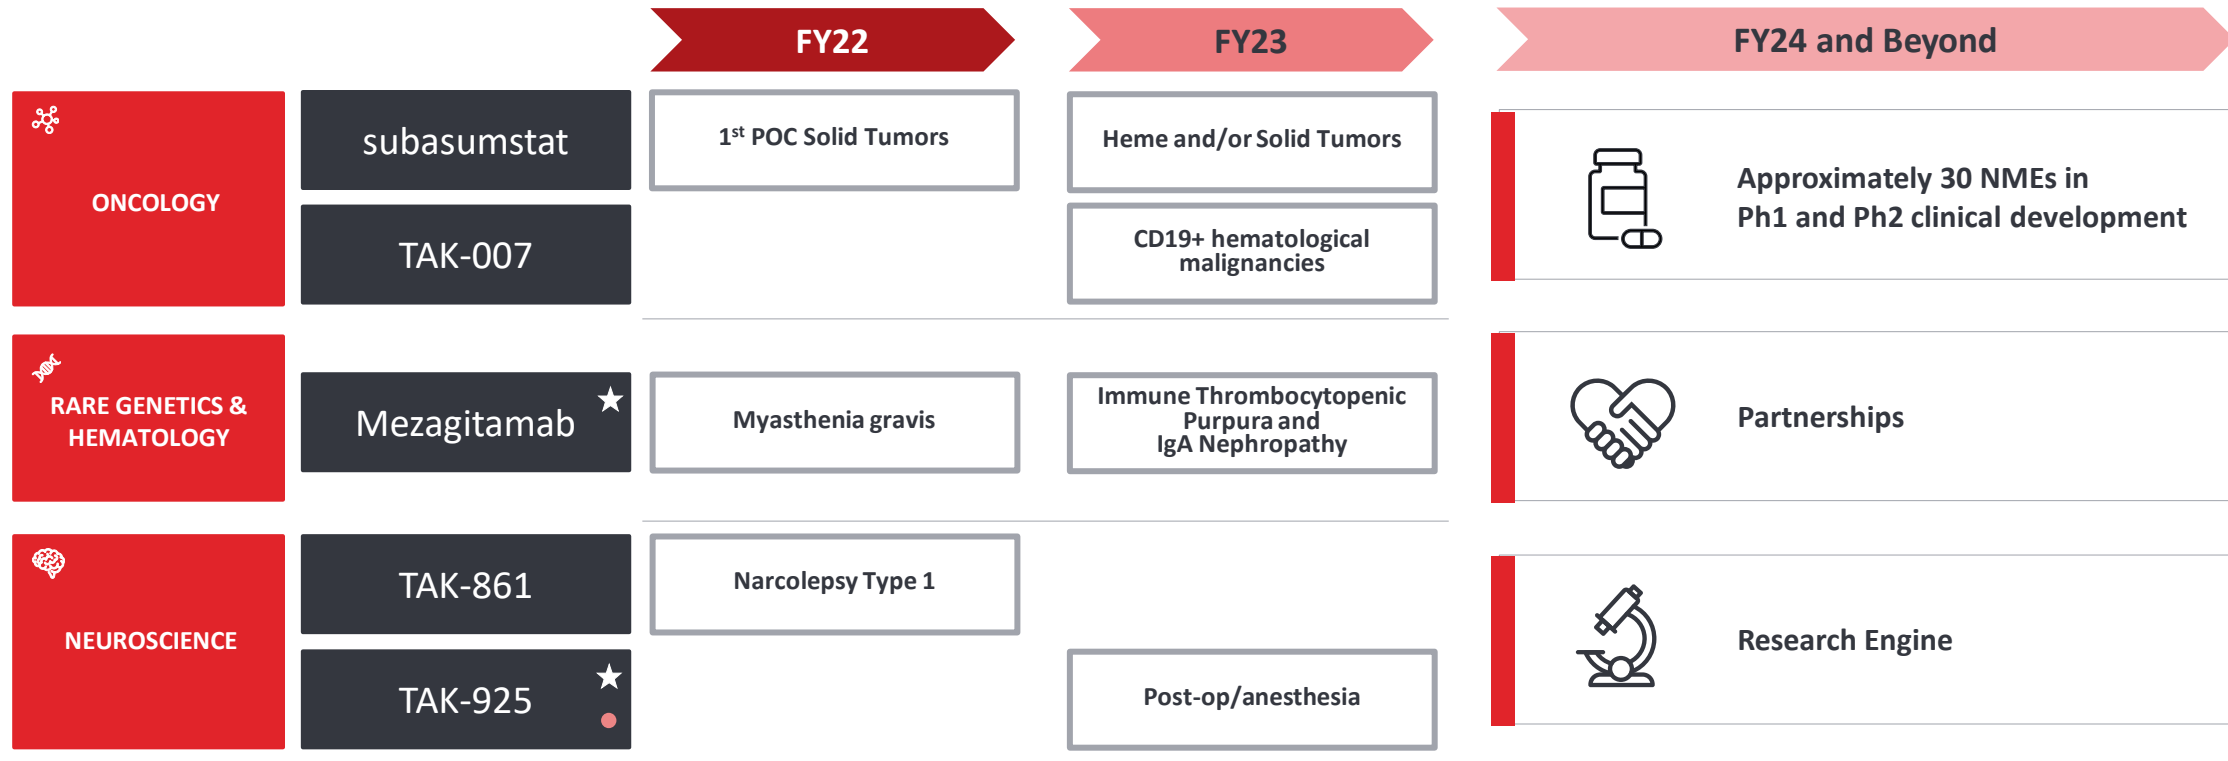 FY22
FY23
FY24 and Beyond
ONCOLOGY
subasumstat
1st POC Solid Tumors
Heme and/or Solid Tumors
TAK-007
CD19+ hematological
malignancies
Approximately 30 NMEs in
Ph1 and Ph2 clinical development
RARE GENETICS &
HEMATOLOGY
Mezagitamab
Myasthenia gravis
Immune Thrombocytopenic
Purpura and
IgA Nephropathy
Partnerships
NEUROSCIENCE
TAK-861
Narcolepsy Type 1
TAK-925
Post-op/anesthesia
Research Engine